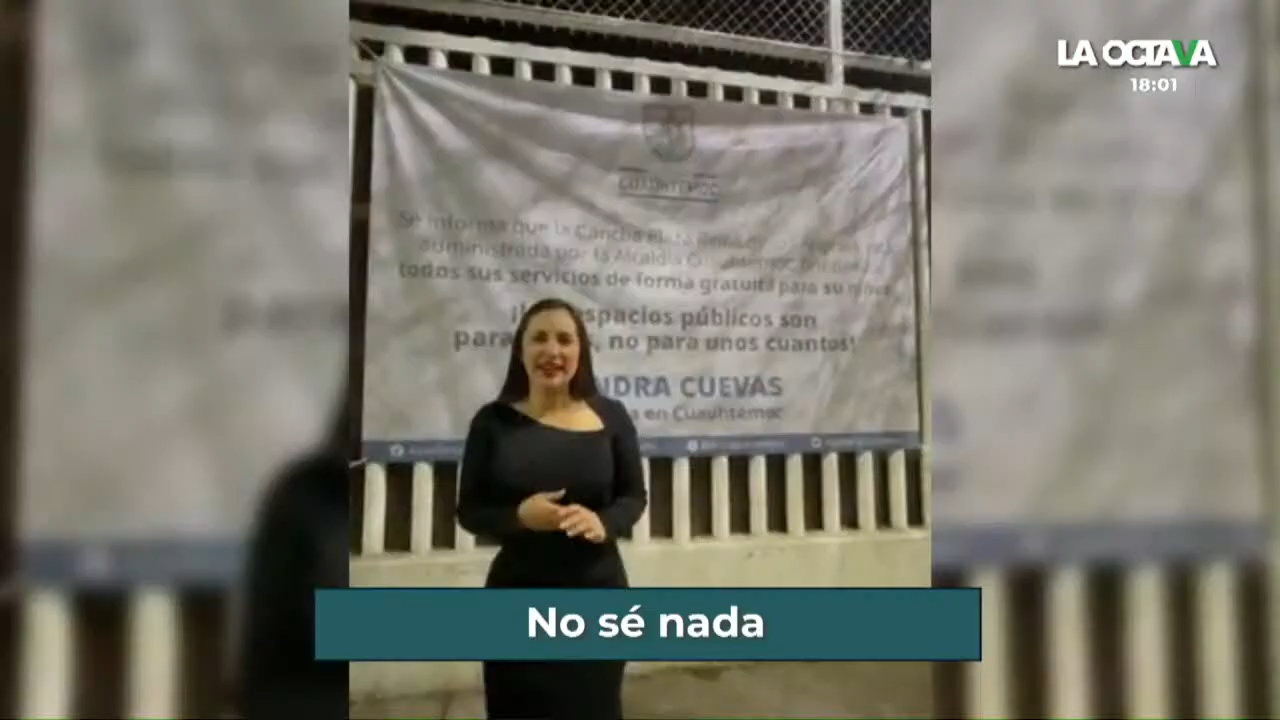 LA OCTAVA
18:01
CUAUHTEMOC
Se informa que la Cancha
administrada por la Alcaldía
todos sus servicios de forma gratuita para su
espacios públicos son
para no para unos cuantos!
NDRA CUEVAS
a en Cuauhtémoc
No sé nada